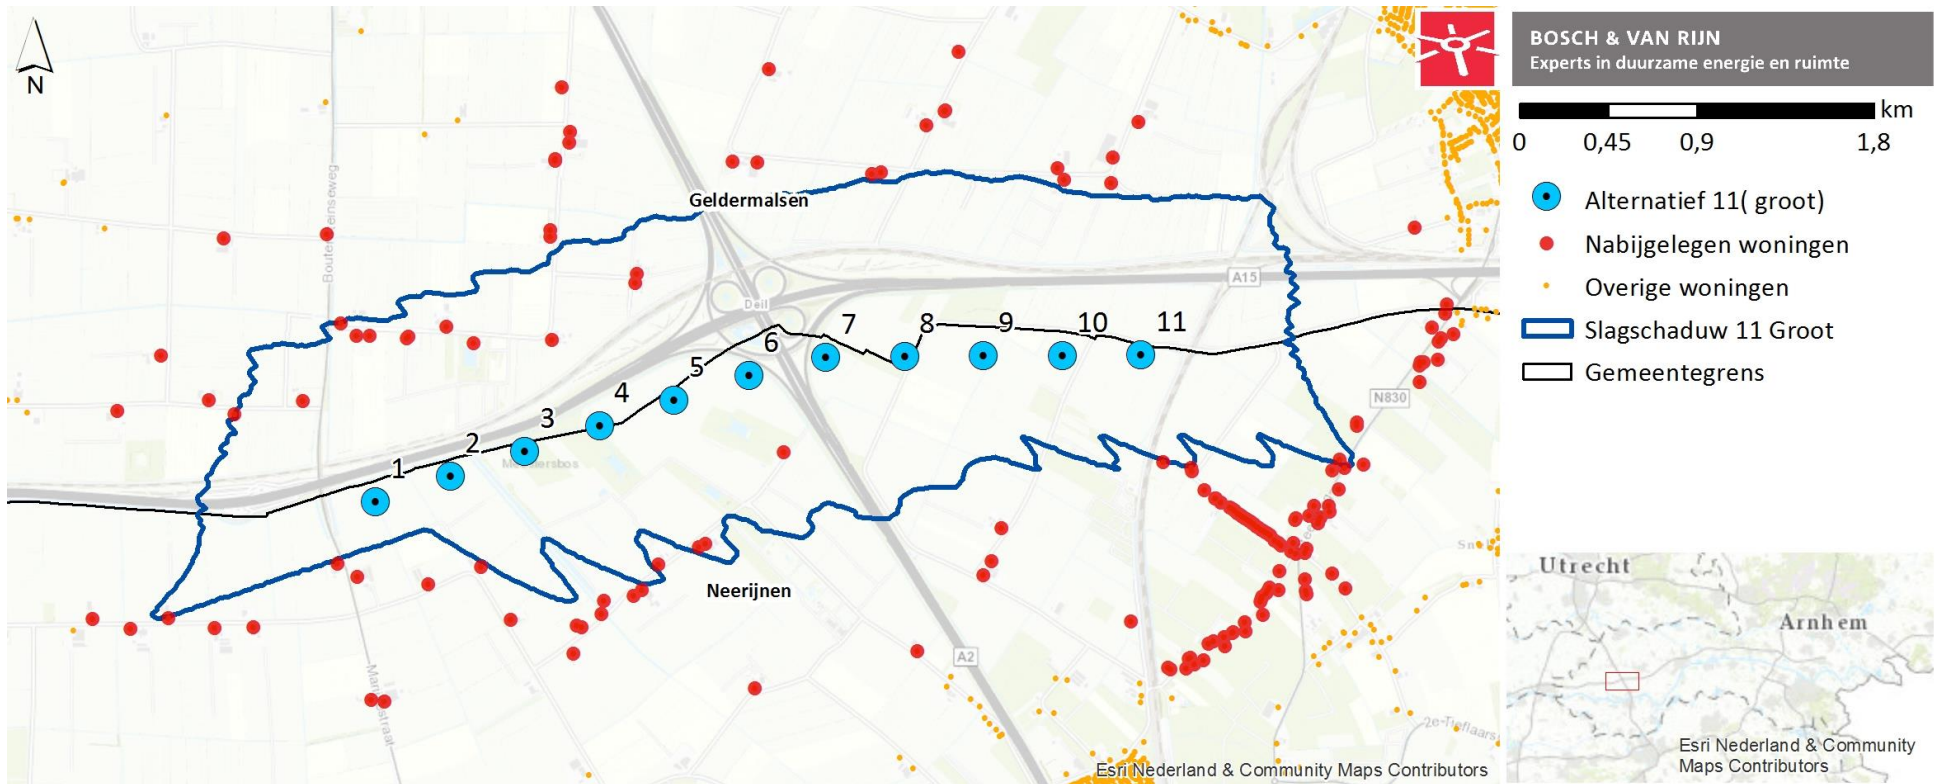 N
Bouteinseweg
Geldermalsen
Deil
A15
7
8
9
10
11
6
5
4
3
2
1
N830
Neerijnen
A2
2e-Tieflaars
Esri Nederland & Community Maps Contributors
BOSCH & VAN RIJN
Experts in duurzame energie en ruimte
km
0 0,45 0,9 1,8
Alternatief 11( groot)
Nabijgelegen woningen
Overige woningen
Slagschaduw 11 Groot
Gemeentegrens
Utrecht
Arnhem
Esri Nederland & Community
Maps Contributors